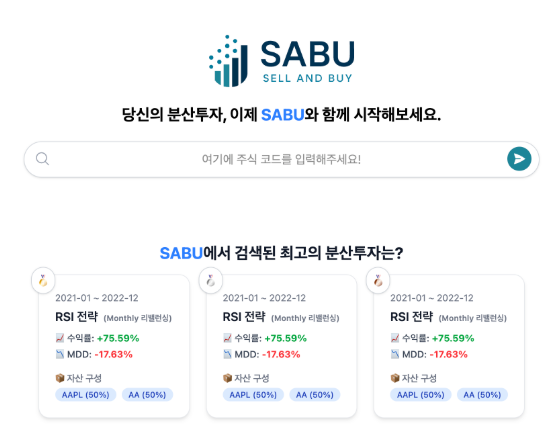 SABU
SELL AND BUY
당신의 분산투자, 이제 SABU와 함께 시작해보세요.
여기에 주식 코드를 입력해주세요!
SABU에서 검색된 최고의 분산투자는?
2021-01 ~ 2022-12
RSI 전략 (Monthly 리밸런싱)
수익률: +75.59%
MDD: -17.63%
자산 구성
AAPL (50%) AA (50%)
2021-01 ~ 2022-12
RSI 전략 (Monthly 리밸런싱)
수익률: +75.59%
MDD: -17.63%
자산 구성
AAPL (50%) AA (50%)
2021-01 ~ 2022-12
RSI 전략 (Monthly 리밸런싱)
수익률: +75.59%
MDD: -17.63%
자산 구성
AAPL (50%) AA (50%)